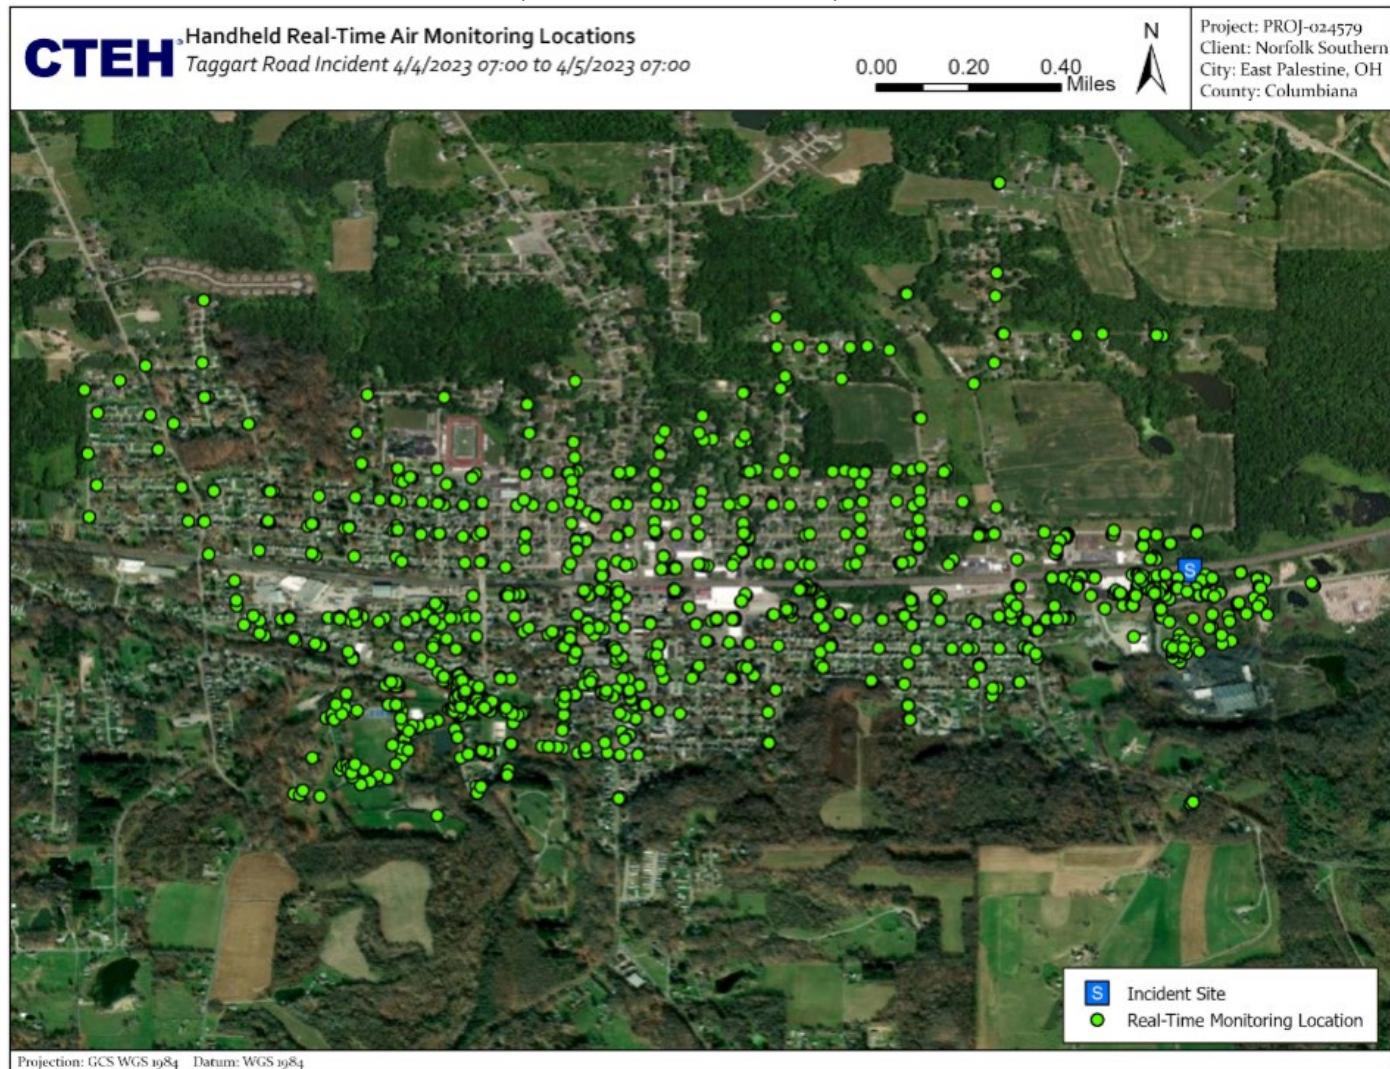 CTEH
Handheld Real-Time Air Monitoring Locations
Taggart Road Incident 4/4/2023 07:00 to 4/5/2023 07:00
0.00 0.20 0.40
Miles
N
Project: PROJ-024579
Client: Norfolk Southern
City: East Palestine, OH
County: Columbiana
S
S Incident Site
Real-Time Monitoring Location
Projection: GCS WGS 1984 Datum: WGS 1984